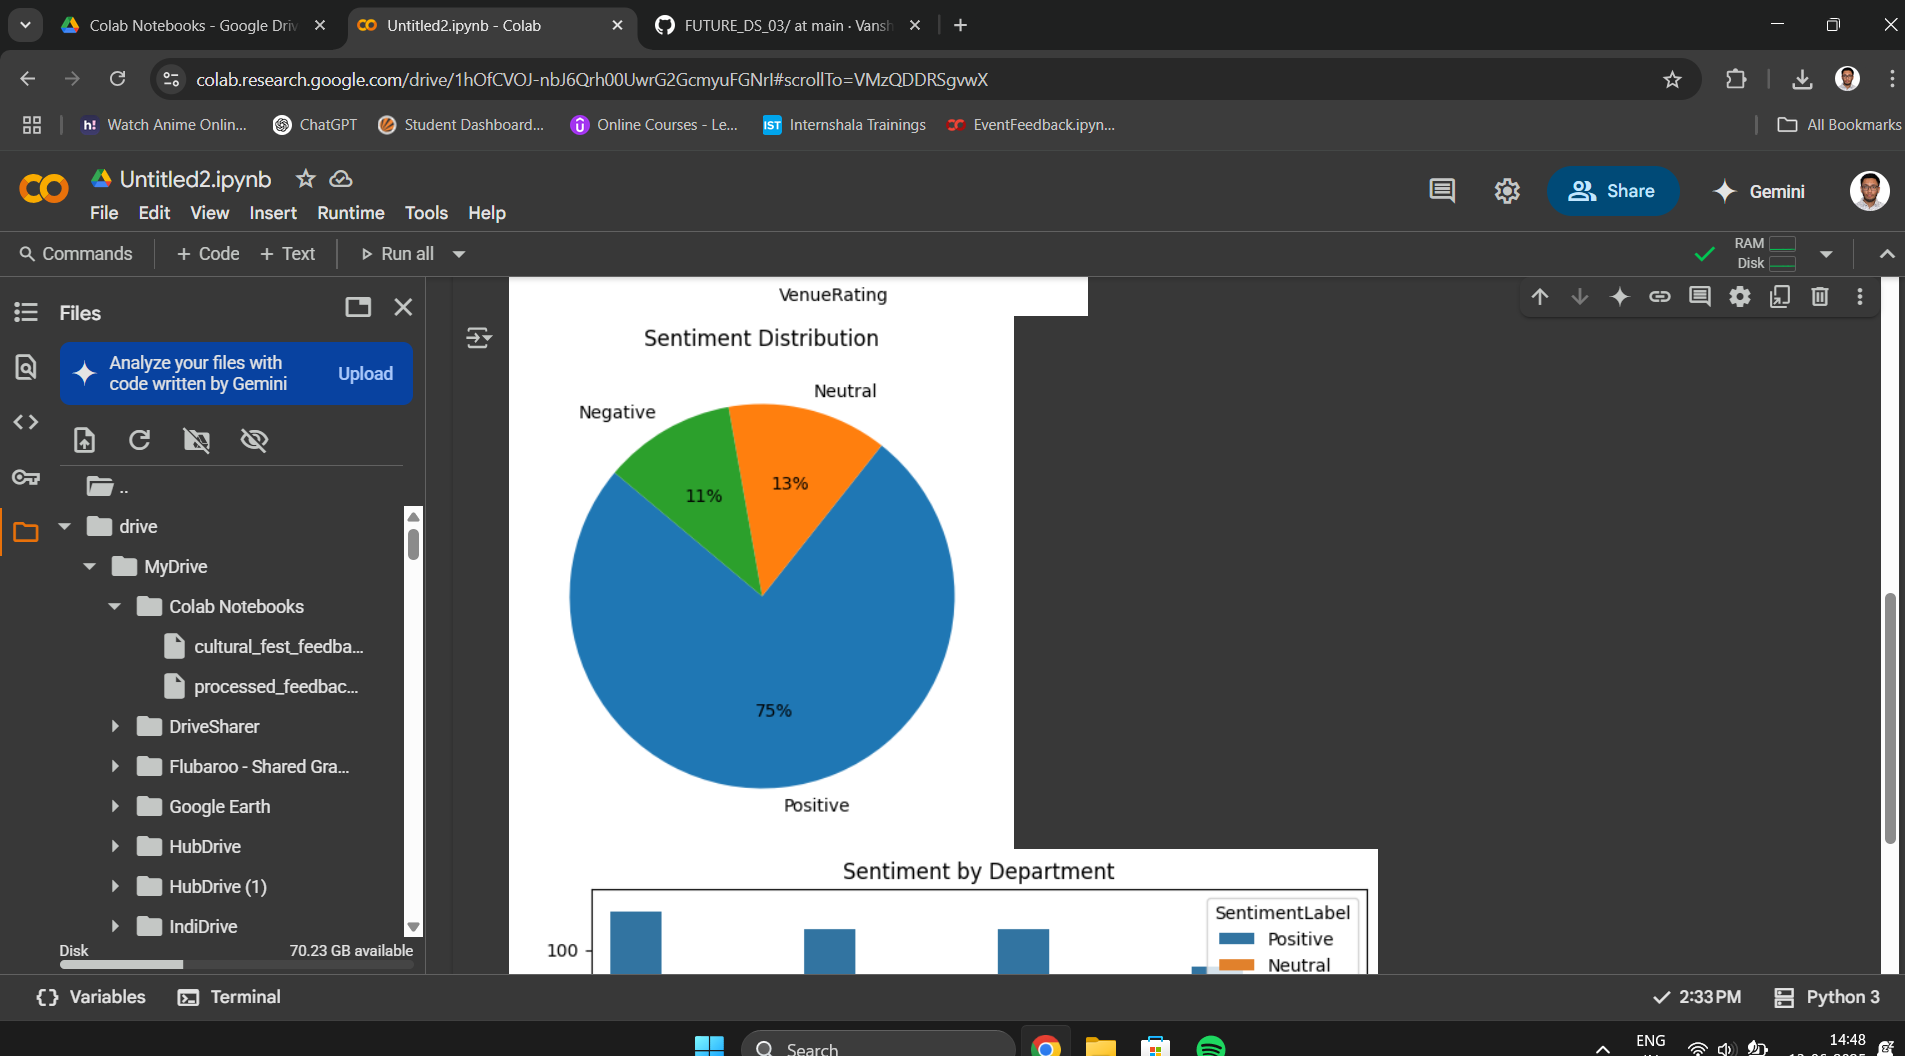 Colab Notebooks - Google Driv
Untitled2.ipynb - Colab
FUTURE_DS_03/ at main · Vansh
colab.research.google.com/drive/1hOfCVOJ-nbJ6Qrh00UwrG2GcmyuFGNrI#scrollTo=VMzQDDRSgvwX
h! Watch Anime Onlin...
ChatGPT
Student Dashboard...
Online Courses - Le...
IST Internshala Trainings
EventFeedback.ipyn...
All Bookmarks
Untitled2.ipynb
File Edit View Insert Runtime Tools Help
Share
Gemini
Commands
+ Code + Text
Run all
RAM
Disk
Files
Analyze your files with
code written by Gemini
Upload
..
drive
MyDrive
Colab Notebooks
cultural_fest_feedba...
processed_feedbac...
DriveSharer
Flubaroo - Shared Gra...
Google Earth
HubDrive
HubDrive (1)
IndiDrive
Disk 70.23 GB available
VenueRating
Sentiment Distribution
Neutral
Negative
13%
11%
75%
Positive
Sentiment by Department
SentimentLabel
Positive
Neutral
100
Variables
Terminal
2:33 PM
Python 3
Search
ENG
14:48